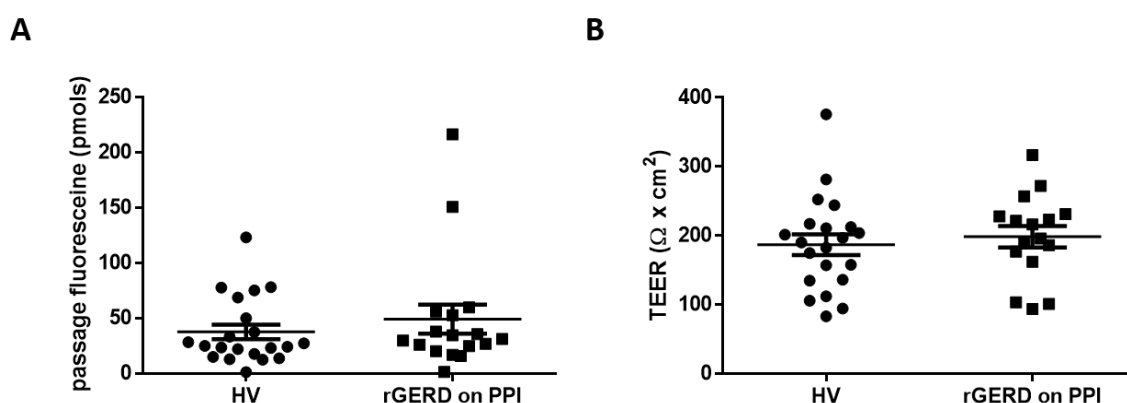 A
passage fluoresceine (pmols)
250
200
150
100
50
0
HV
rGERD on PPI
B
TEER (Ω x cm²)
400
300
200
100
0
HV
rGERD on PPI